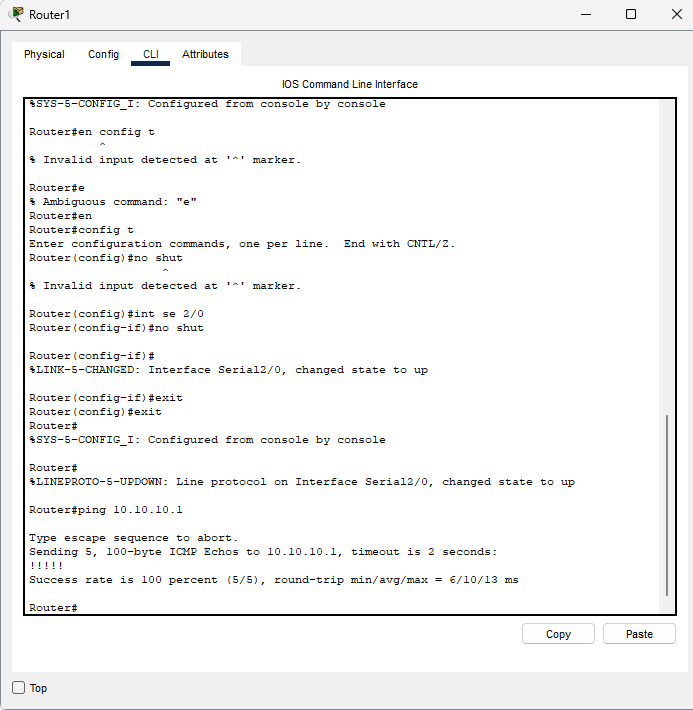 Router1
Physical Config CLI Attributes
IOS Command Line Interface
%SYS-5-CONFIG_I: Configured from console by console
Router#en config t
^
% Invalid input detected at '^' marker.
Router#e
% Ambiguous command: "e"
Router#en
Router#config t
Enter configuration commands, one per line.  End with CNTL/Z.
Router(config)#no shut
^
% Invalid input detected at '^' marker.
Router(config)#int se 2/0
Router(config-if)#no shut
Router(config-if)#
%LINK-5-CHANGED: Interface Serial2/0, changed state to up
Router(config-if)#exit
Router(config)#exit
Router#
%SYS-5-CONFIG_I: Configured from console by console
Router#
%LINEPROTO-5-UPDOWN: Line protocol on Interface Serial2/0, changed state to up
Router#ping 10.10.10.1
Type escape sequence to abort.
Sending 5, 100-byte ICMP Echos to 10.10.10.1, timeout is 2 seconds:
!!!!!
Success rate is 100 percent (5/5), round-trip min/avg/max = 6/10/13 ms
Router#
Copy Paste
Top